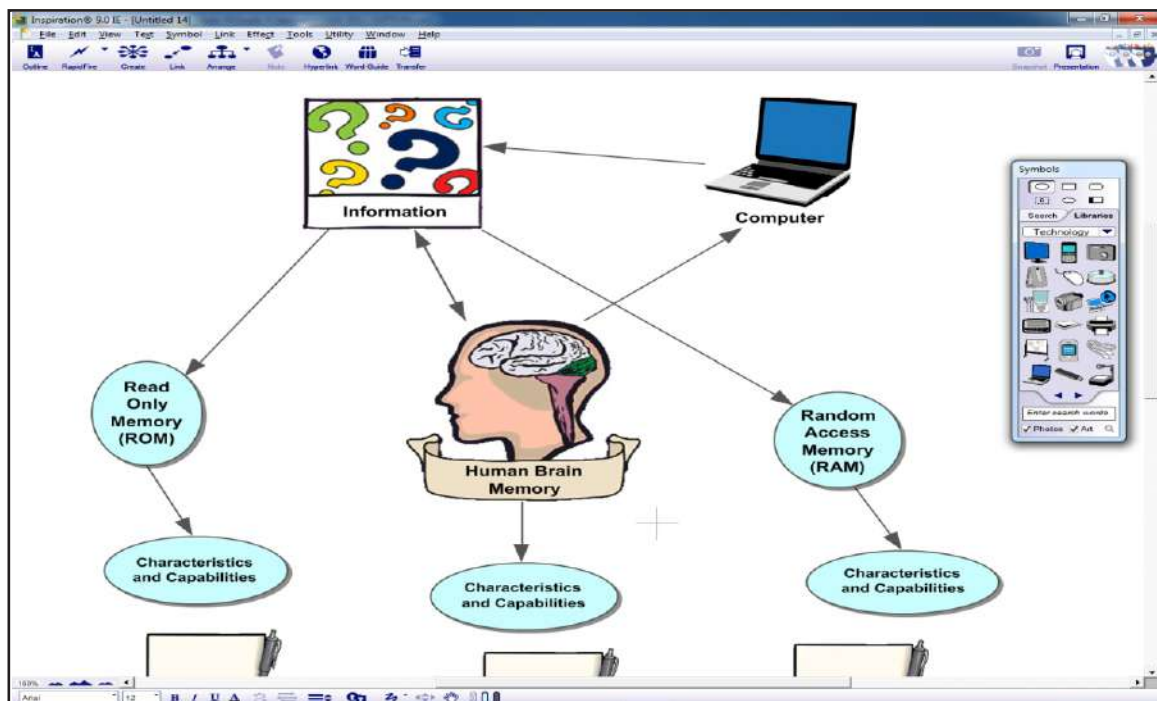 Inspiration® 9.0 IE - [Untitled 14]
File Edit View Text Symbol Link Effect Tools Utility Window Help
Outline RapidFire Create Link Arrange Note Hyperlink Word Guide Transfer Snapshot Presentation
Information
Computer
Symbols
Search Libraries
Technology
Enter search words
Photos Art
Read
Only
Memory
(ROM)
Human Brain
Memory
Random
Access
Memory
(RAM)
Characteristics
and Capabilities
Characteristics
and Capabilities
Characteristics
and Capabilities
Arial 12 B I U A